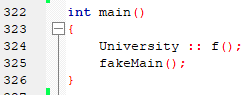 322 int main()
323 {
324 University :: f();
325 fakeMain();
326 }